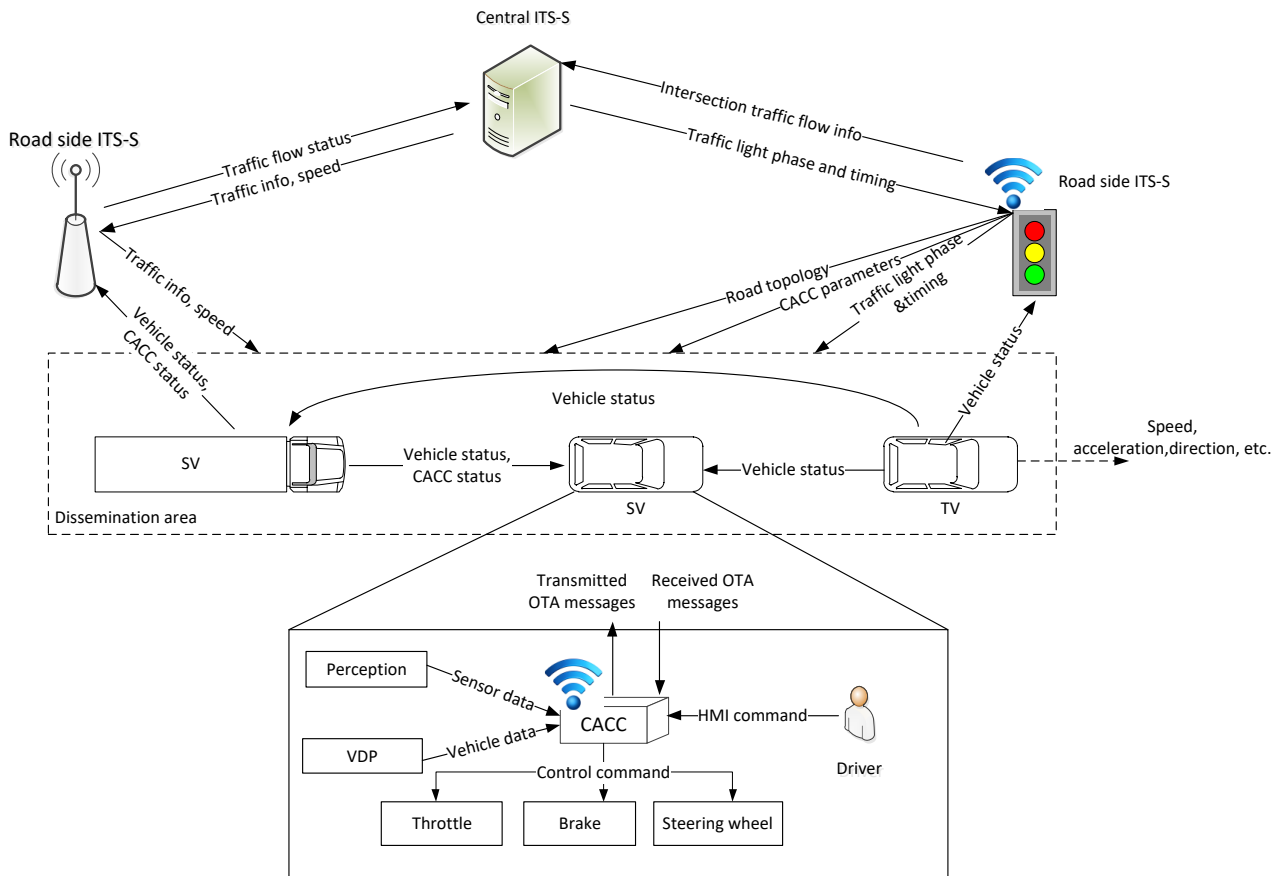 Central ITS-S
Intersection traffic flow info
Road side ITS-S
Traffic flow status
Traffic light phase and timing
Traffic info, speed
Road side ITS-S
Traffic info, speed
Road topology
CACC parameters
Traffic light phase
&timing
Vehicle status,
CACC status
Vehicle status
Vehicle status
Speed,
acceleration,direction, etc.
SV
Vehicle status,
CACC status
Vehicle status
SV
TV
Dissemination area
Transmitted
OTA messages
Received OTA
messages
Perception
Sensor data
CACC
HMI command
VDP
Vehicle data
Driver
Control command
Throttle
Brake
Steering wheel